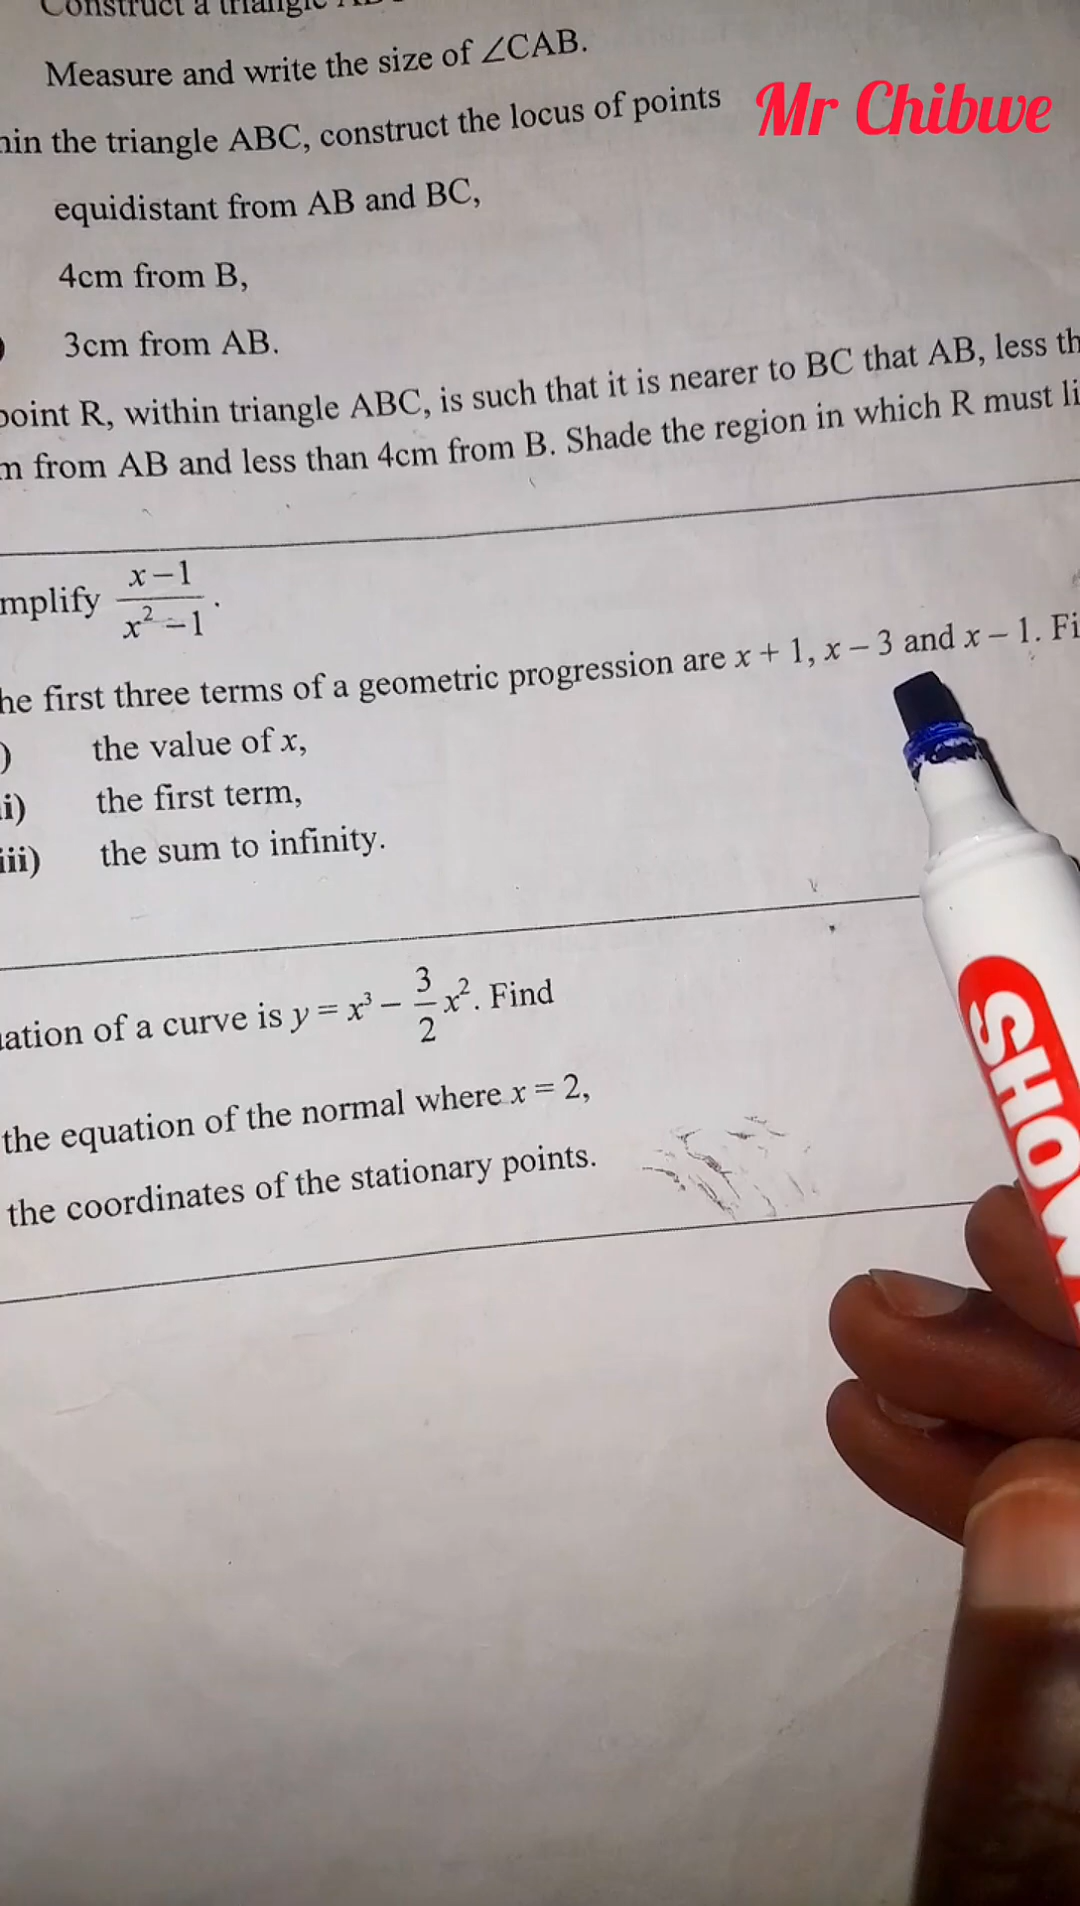 Construct a triangle
Measure and write the size of ∠CAB.
Mr Chibwe
the triangle ABC, construct the locus of points
equidistant from AB and BC,
4cm from B,
3cm from AB.
point R, within triangle ABC, is such that it is nearer to BC that AB, less
from AB and less than 4cm from B. Shade the region in which R must
mplify x – 1 / x² – 1 .
he first three terms of a geometric progression are x + 1, x – 3 and x – 1. Fi
) the value of x,
i) the first term,
iii) the sum to infinity.
ation of a curve is y = x³ – 3/2 x². Find
the equation of the normal where x = 2,
the coordinates of the stationary points.
SHOW